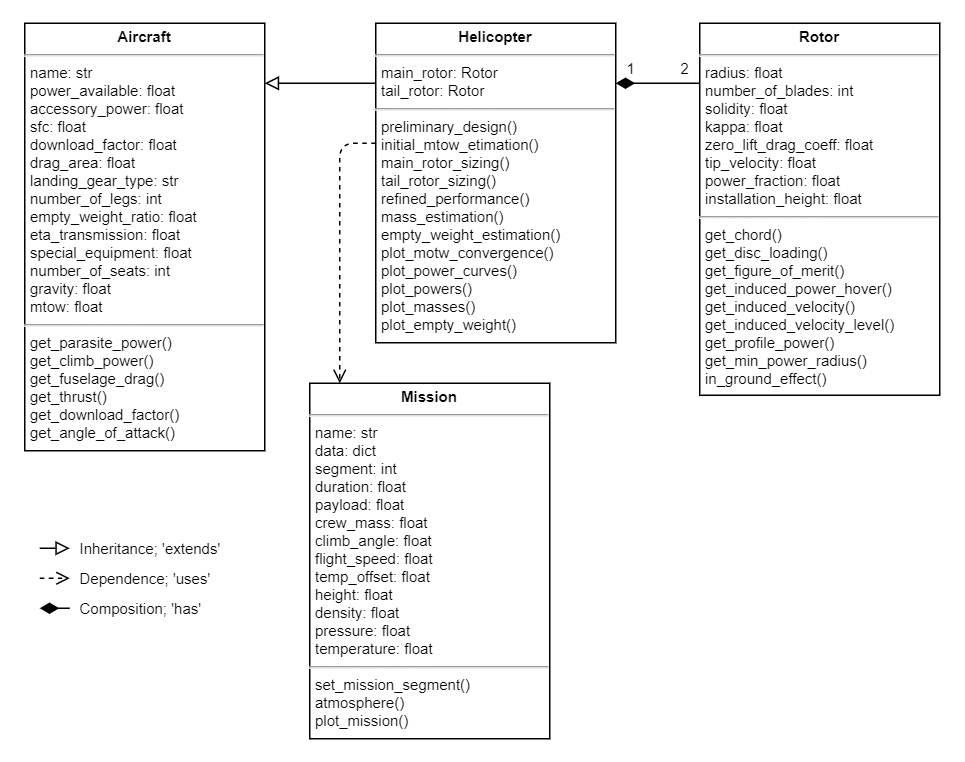 Aircraft
name: str
power_available: float
accessory_power: float
sfc: float
download_factor: float
drag_area: float
landing_gear_type: str
number_of_legs: int
empty_weight_ratio: float
eta_transmission: float
special_equipment: float
number_of_seats: int
gravity: float
mtow: float
get_parasite_power()
get_climb_power()
get_fuselage_drag()
get_thrust()
get_download_factor()
get_angle_of_attack()
Helicopter
main_rotor: Rotor
tail_rotor: Rotor
preliminary_design()
initial_mtow_etimation()
main_rotor_sizing()
tail_rotor_sizing()
refined_performance()
mass_estimation()
empty_weight_estimation()
plot_motw_convergence()
plot_power_curves()
plot_powers()
plot_masses()
plot_empty_weight()
1
2
Rotor
radius: float
number_of_blades: int
solidity: float
kappa: float
zero_lift_drag_coeff: float
tip_velocity: float
power_fraction: float
installation_height: float
get_chord()
get_disc_loading()
get_figure_of_merit()
get_induced_power_hover()
get_induced_velocity()
get_induced_velocity_level()
get_profile_power()
get_min_power_radius()
in_ground_effect()
Mission
name: str
data: dict
segment: int
duration: float
payload: float
crew_mass: float
climb_angle: float
flight_speed: float
temp_offset: float
height: float
density: float
pressure: float
temperature: float
set_mission_segment()
atmosphere()
plot_mission()
Inheritance; 'extends'
Dependence; 'uses'
Composition; 'has'